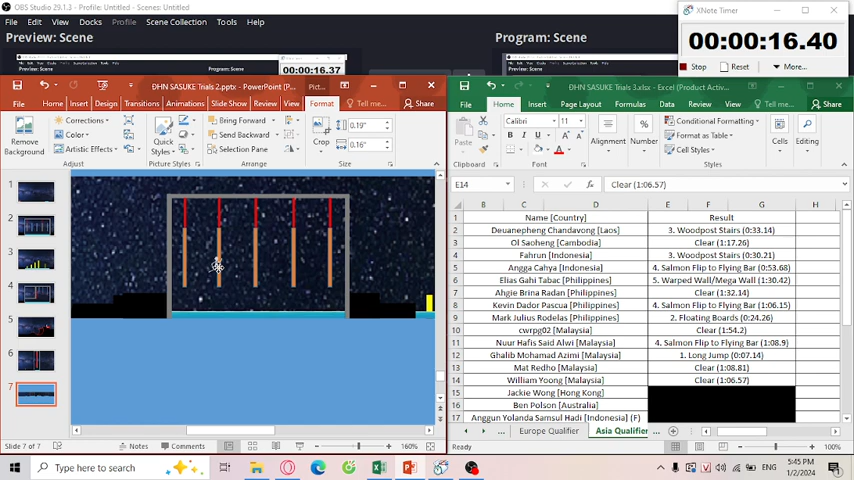 OBS Studio 29.1.3 - Profile: Untitled - Scenes: Untitled
File Edit View Docks Profile Scene Collection Tools Help
Preview: Scene
Program: Scene
00:00:16.37
XNote Timer
00:00:16.40
Stop Reset More...
DHN SASUKE Trials 2.pptx - PowerPoint (P... Pict...
File Home Insert Design Transitions Animations Slide Show Review View Format Tell me... Share
Remove Background
Corrections
Color
Artistic Effects
Adjust
Quick Styles
Picture Styles
Bring Forward
Send Backward
Selection Pane
Arrange
Crop
0.19"
0.16"
Size
1
2
3
4
5
6
7
Slide 7 of 7 Notes Comments 160%
DHN SASUKE Trials 3.xlsx - Excel (Product Activ...
File Home Insert Page Layout Formulas Data Review View Tell me Share
Paste
Clipboard
Calibri 11
B I U
Font
Alignment
Number
Conditional Formatting
Format as Table
Cell Styles
Styles
Cells
Editing
E14 Clear (1:06.57)
B C D E F G H
1 Name [Country] Result
2 Deuanepheng Chandavong [Laos] 3. Woodpost Stairs (0:33.14)
3 Ol Saoheng [Cambodia] Clear (1:17.26)
4 Fahrun [Indonesia] 3. Woodpost Stairs (0:30.21)
5 Angga Cahya [Indonesia] 4. Salmon Flip to Flying Bar (0:53.68)
6 Elias Gahi Tabac [Philippines] 5. Warped Wall/Mega Wall (1:30.42)
7 Ahgie Brina Radan [Philippines] Clear (1:32.14)
8 Kevin Dador Pascua [Philippines] 4. Salmon Flip to Flying Bar (1:06.15)
9 Mark Julius Rodelas [Philippines] 2. Floating Boards (0:24.26)
10 cwrpg02 [Malaysia] Clear (1:54.2)
11 Nuur Hafis Said Alwi [Malaysia] 4. Salmon Flip to Flying Bar (1:08.9)
12 Ghalib Mohamad Azimi [Malaysia] 1. Long Jump (0:07.14)
13 Mat Redho [Malaysia] Clear (1:08.81)
14 William Yoong [Malaysia] Clear (1:06.57)
15 Jackie Wong [Hong Kong]
16 Ben Polson [Australia]
17 Anggun Yolanda Samsul Hadi [Indonesia] (F)
... Europe Qualifier Asia Qualifier ...
Ready 100%
Type here to search
ENG
5:45 PM
1/2/2024